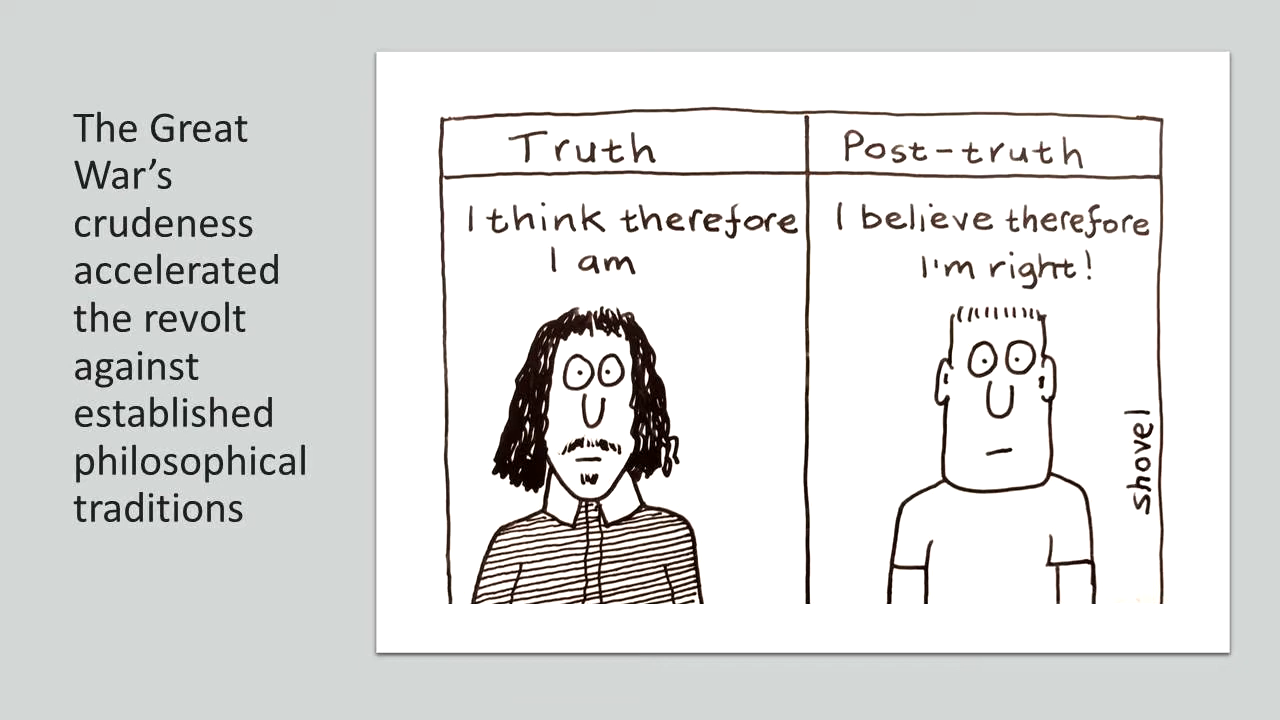 The Great
War’s
crudeness
accelerated
the revolt
against
established
philosophical
traditions
Truth
I think therefore
I am
Post-truth
I believe therefore
I'm right!
shovel